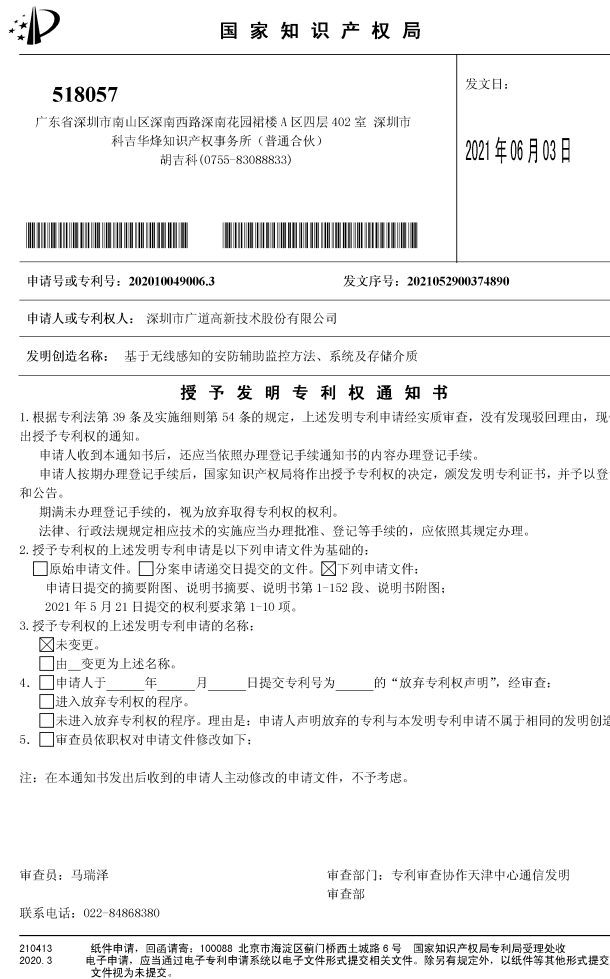 国家知识产权局
518057
发文日：
广东省深圳市南山区深南西路深南花园裙楼 A 区四层 402 室 深圳市
科吉华烽知识产权事务所（普通合伙）
胡吉科(0755-83088833)
2021 年 06 月 03 日
申请号或专利号：202010049006.3 发文序号：2021052900374890
申请人或专利权人： 深圳市广道高新技术股份有限公司
发明创造名称： 基于无线感知的安防辅助监控方法、系统及存储介质
授予发明专利权通知书
1.根据专利法第 39 条及实施细则第 54 条的规定，上述发明专利申请经实质审查，没有发现驳回理由，现
出授予专利权的通知。
申请人收到本通知书后，还应当依照办理登记手续通知书的内容办理登记手续。
申请人按期办理登记手续后，国家知识产权局将作出授予专利权的决定，颁发发明专利证书，并予以登
和公告。
期满未办理登记手续的，视为放弃取得专利权的权利。
法律、行政法规规定相应技术的实施应当办理批准、登记等手续的，应依照其规定办理。
2.授予专利权的上述发明专利申请是以下列申请文件为基础的：
□原始申请文件。□分案申请递交日提交的文件。☒下列申请文件：
申请日提交的摘要附图、说明书摘要、说明书第 1-152 段、说明书附图；
2021 年 5 月 21 日提交的权利要求第 1-10 项。
3.授予专利权的上述发明专利申请的名称：
☒未变更。
□由__变更为上述名称。
4. □申请人于______年______月______日提交专利号为______的“放弃专利权声明”，经审查：
□进入放弃专利权的程序。
□未进入放弃专利权的程序。理由是：申请人声明放弃的专利与本发明专利申请不属于相同的发明创造
5. □审查员依职权对申请文件修改如下：
注：在本通知书发出后收到的申请人主动修改的申请文件，不予考虑。
审查员：马瑞泽 审查部门：专利审查协作天津中心通信发明
审查部
联系电话：022-84868380
210413 纸件申请，回函请寄：100088 北京市海淀区蓟门桥西土城路 6 号 国家知识产权局专利局受理处收
2020.3 电子申请，应当通过电子专利申请系统以电子文件形式提交相关文件。除另有规定外，以纸件等其他形式提交
文件视为未提交。